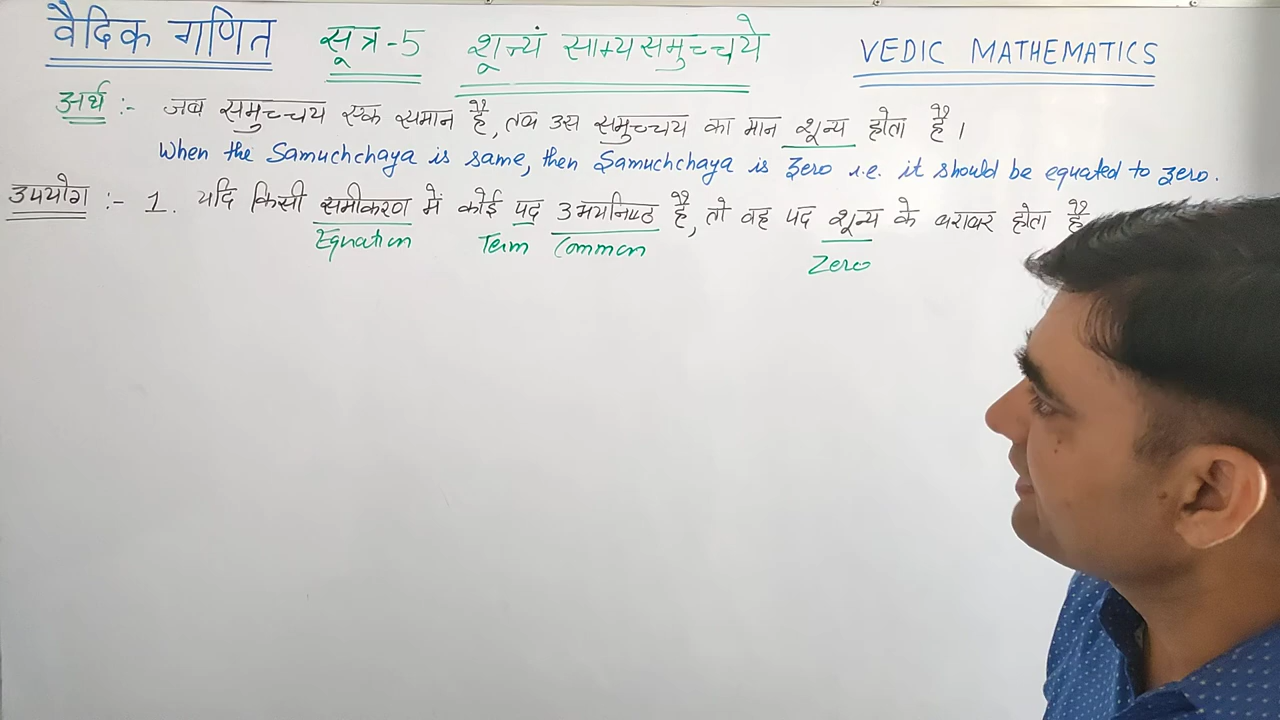 वैदिक गणित सूत्र-5 शून्यं साम्यसमुच्चये VEDIC MATHEMATICS
अर्थ :- जब समुच्चय एक समान है, तब उस समुच्चय का मान शून्य होता है।
When the Samuchchaya is same, then Samuchchaya is Zero i.e. it should be equated to zero.
उपयोग :- 1. यदि किसी समीकरण में कोई पद उभयनिष्ठ है, तो वह पद शून्य के बराबर होता है
Equation Term Common Zero